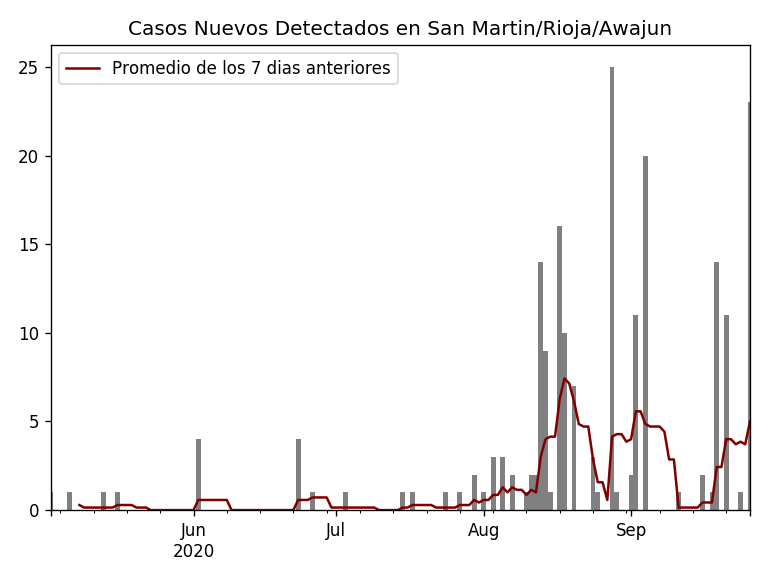 Casos Nuevos Detectados en San Martin/Rioja/Awajun
Promedio de los 7 dias anteriores
25
20
15
10
5
0
Jun
2020
Jul
Aug
Sep